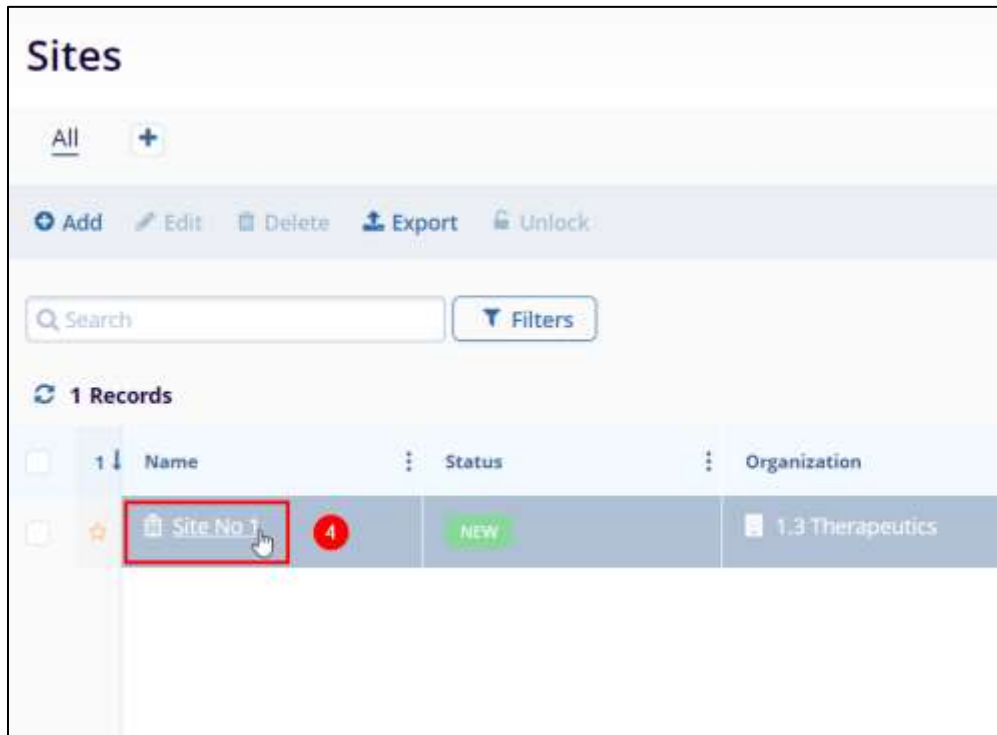 Sites
All
Add Edit Delete Export Unlock
Search Filters
1 Records
1 Name Status Organization
Site No 1 4 NEW 1.3 Therapeutics